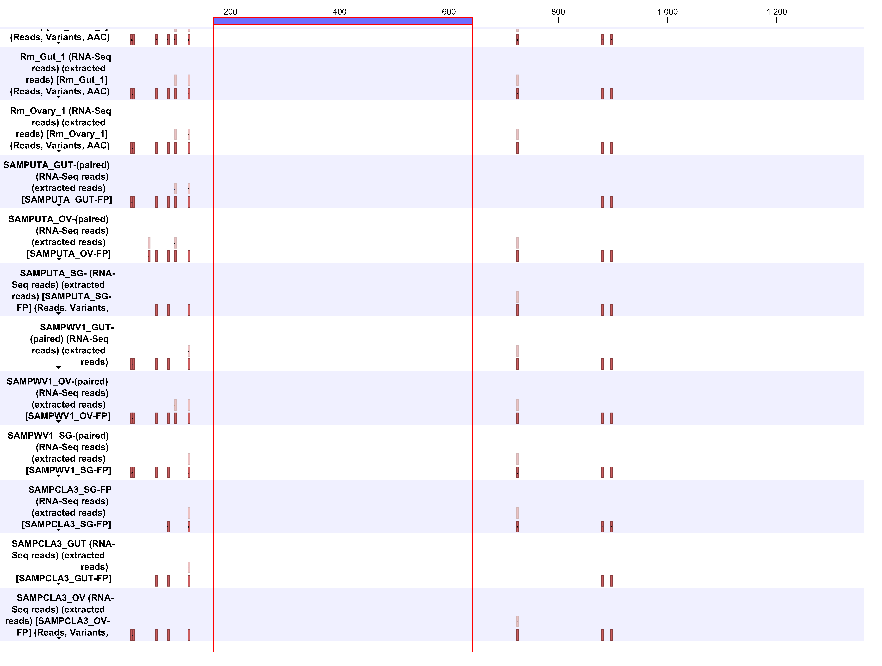 200 400 600 800 1 000 1 200
(Reads, Variants, AAC)
Rm_Gut_1 (RNA-Seq
reads) (extracted
reads) [Rm_Gut_1]
(Reads, Variants, AAC)
Rm_Ovary_1 (RNA-Seq
reads) (extracted
reads) [Rm_Ovary_1]
(Reads, Variants, AAC)
SAMPUTA_GUT-(paired)
(RNA-Seq reads)
(extracted reads)
[SAMPUTA_GUT-FP]
SAMPUTA_OV-(paired)
(RNA-Seq reads)
(extracted reads)
[SAMPUTA_OV-FP]
SAMPUTA_SG- (RNA-
Seq reads) (extracted
reads) [SAMPUTA_SG-
FP] (Reads, Variants,
SAMPWV1_GUT-
(paired) (RNA-Seq
reads) (extracted
reads)
SAMPWV1_OV-(paired)
(RNA-Seq reads)
(extracted reads)
[SAMPWV1_OV-FP]
SAMPWV1_SG-(paired)
(RNA-Seq reads)
(extracted reads)
[SAMPWV1_SG-FP]
SAMPCLA3_SG-FP
(RNA-Seq reads)
(extracted reads)
[SAMPCLA3_SG-FP]
SAMPCLA3_GUT (RNA-
Seq reads) (extracted
reads)
[SAMPCLA3_GUT-FP]
SAMPCLA3_OV (RNA-
Seq reads) (extracted
reads) [SAMPCLA3_OV-
FP] (Reads, Variants,